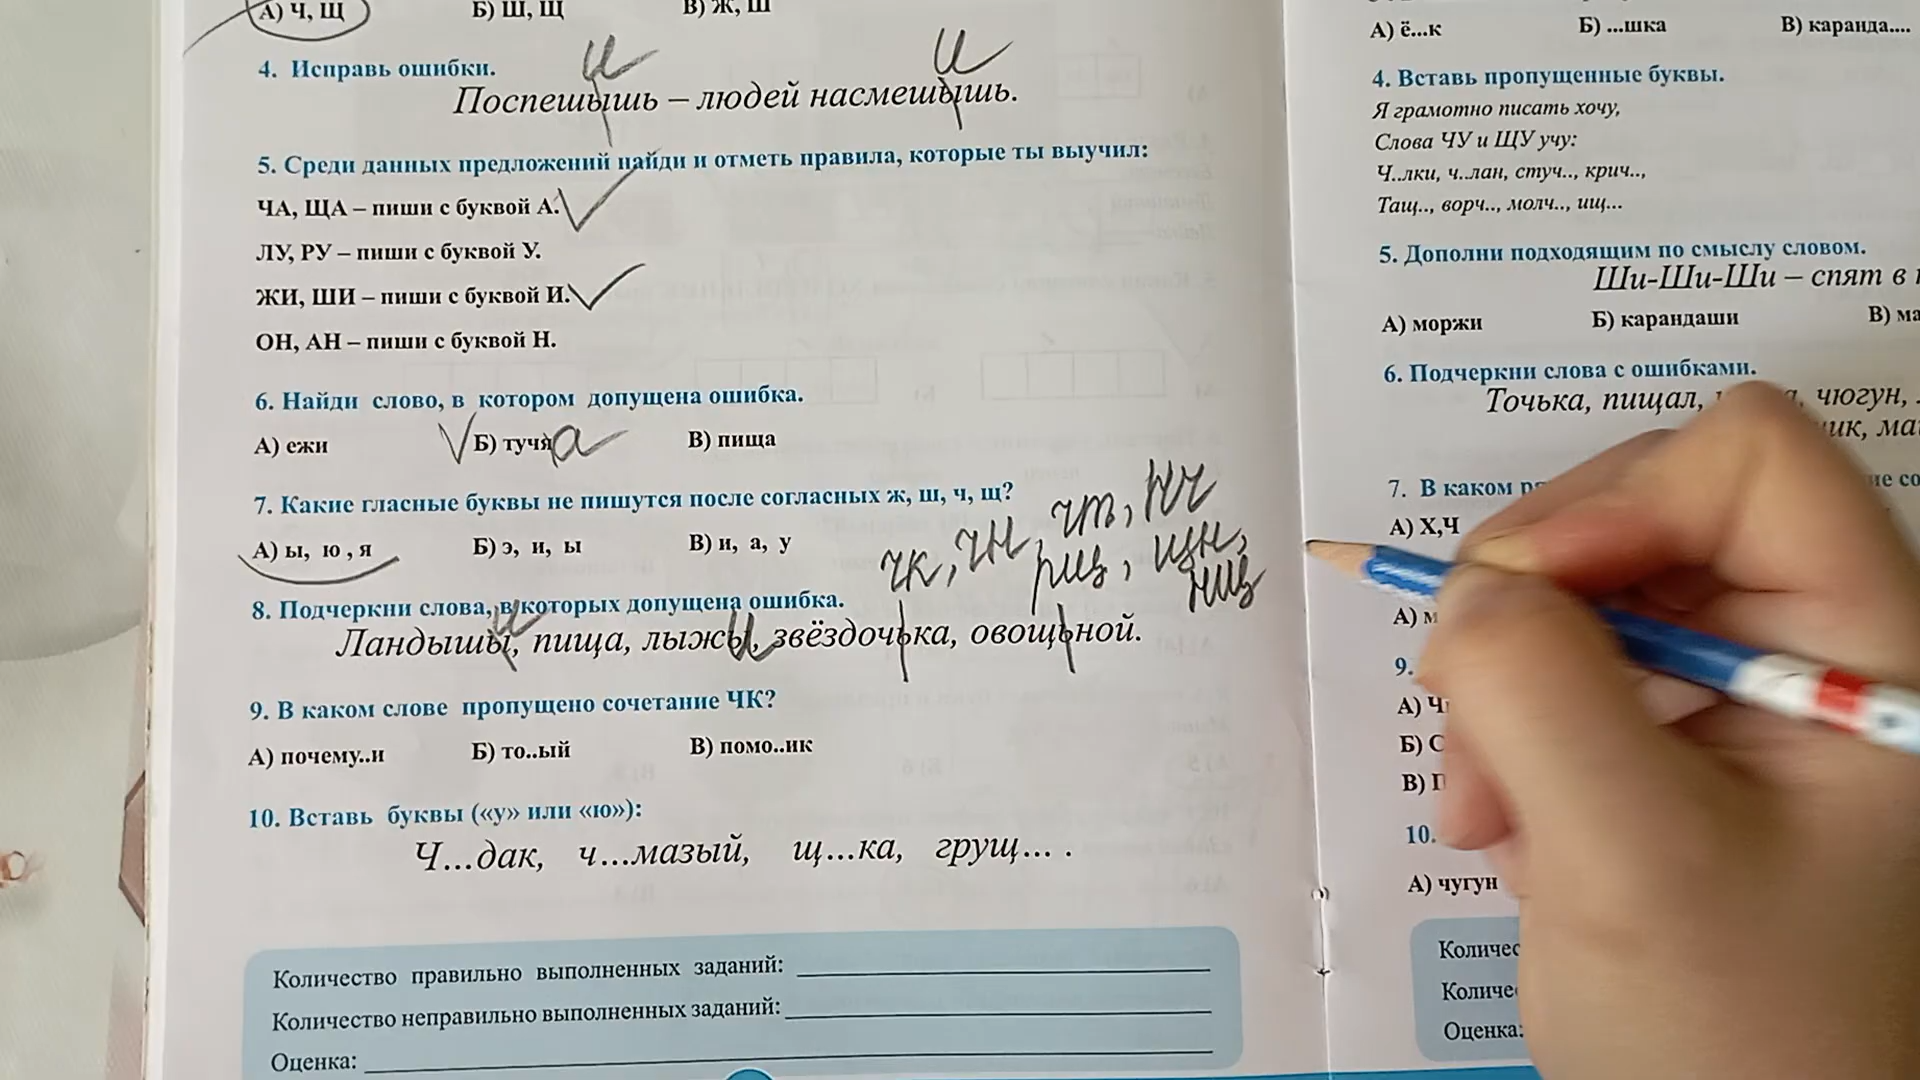 А) Ч, Щ Б) Ш, Щ В) Ж, Ш
4. Исправь ошибки.
и и
Поспешышь – людей насмешышь.
5. Среди данных предложений найди и отметь правила, которые ты выучил:
ЧА, ЩА – пиши с буквой А.
ЛУ, РУ – пиши с буквой У.
ЖИ, ШИ – пиши с буквой И.
ОН, АН – пиши с буквой Н.
6. Найди слово, в котором допущена ошибка.
А) ежи Б) тучя а В) пища
7. Какие гласные буквы не пишутся после согласных ж, ш, ч, щ?
А) ы, ю , я Б) э, и, ы В) и, а, у
чк, чн, чт, нч
рщ, щн,
нщ
8. Подчеркни слова, в которых допущена ошибка.
и и
Ландышы, пища, лыжы, звёздочька, овощьной.
9. В каком слове пропущено сочетание ЧК?
А) почему..и Б) то..ый В) помо..ик
10. Вставь буквы («у» или «ю»):
Ч...дак, ч...мазый, щ...ка, грущ... .
Количество правильно выполненных заданий:
Количество неправильно выполненных заданий:
Оценка:
А) ё...к Б) ...шка В) каранда....
4. Вставь пропущенные буквы.
Я грамотно писать хочу,
Слова ЧУ и ЩУ учу:
Ч..лки, ч..лан, стуч.., крич..,
Тащ.., ворч.., молч.., ищ...
5. Дополни подходящим по смыслу словом.
Ши-Ши-Ши – спят в
А) моржи Б) карандаши В) ма
6. Подчеркни слова с ошибками.
Точька, пищал, чюгун,
7. В каком
А) Х,Ч
А) м
9.
А) Ч
Б) С
В) П
10.
А) чугун
Количес
Количе
Оценка: